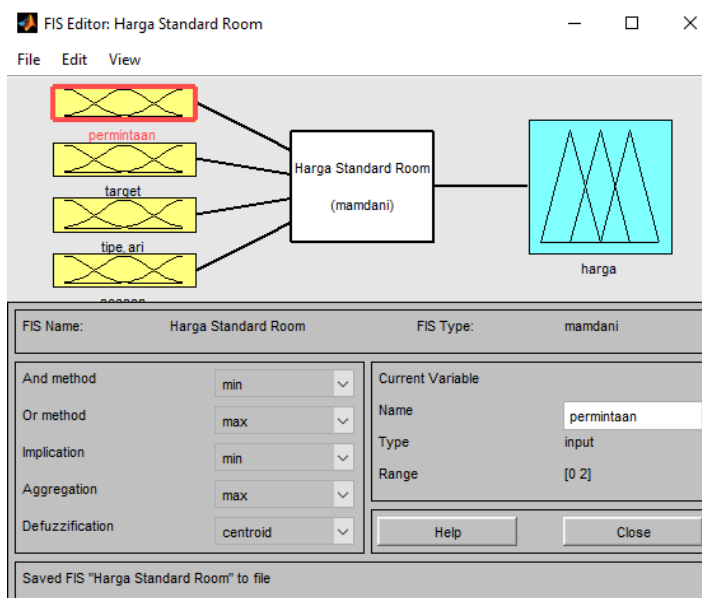 FIS Editor: Harga Standard Room
File Edit View
permintaan
target
tipe, ari
Harga Standard Room
(mamdani)
harga
FIS Name: Harga Standard Room FIS Type: mamdani
And method min
Or method max
Implication min
Aggregation max
Defuzzification centroid
Current Variable
Name permintaan
Type input
Range [0 2]
Help Close
Saved FIS "Harga Standard Room" to file